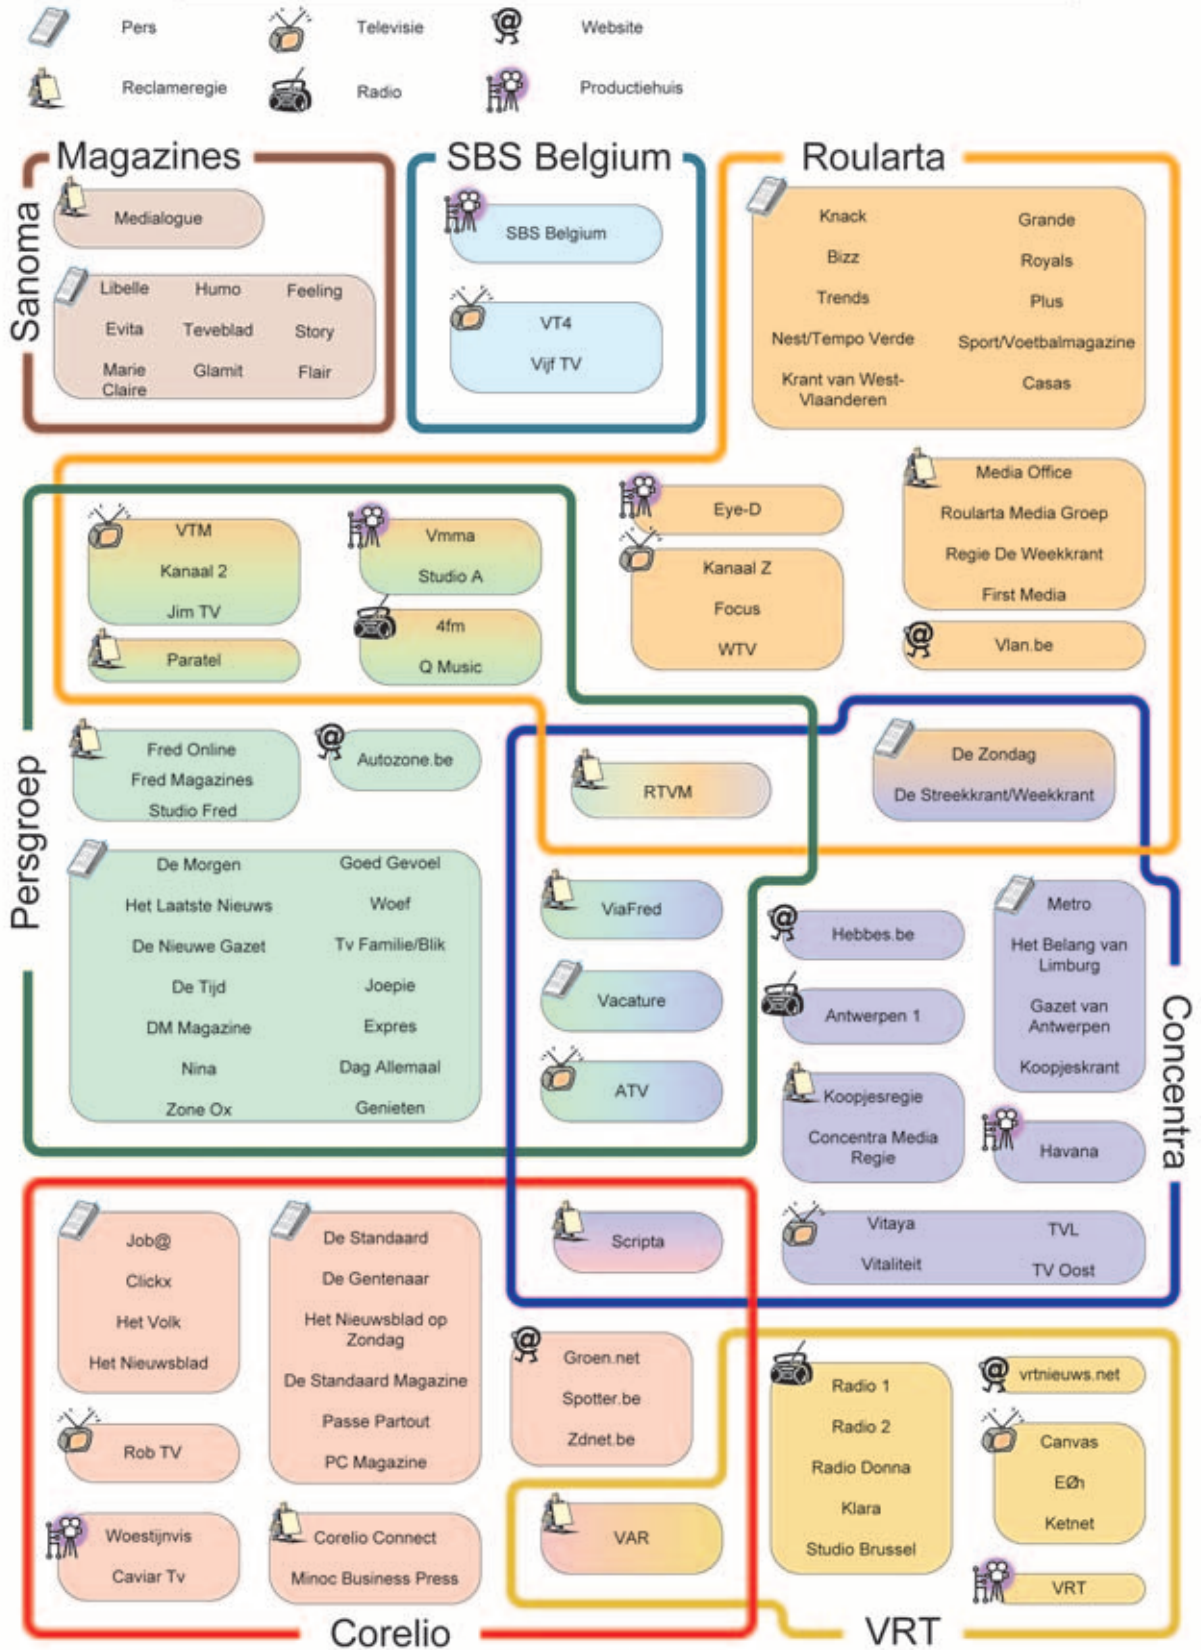 Pers
Televisie
Website
Reclameregie
Radio
Productiehuis
Sanoma
Magazines
Medialogue
Libelle
Humo
Feeling
Evita
Teveblad
Story
Marie
Claire
Glamit
Flair
SBS Belgium
SBS Belgium
VT4
Vijf TV
Roularta
Knack
Grande
Bizz
Royals
Trends
Plus
Nest/Tempo Verde
Sport/Voetbalmagazine
Krant van West-
Vlaanderen
Casas
Eye-D
Kanaal Z
Focus
WTV
Media Office
Roularta Media Groep
Regie De Weekkrant
First Media
Vlan.be
VTM
Kanaal 2
Jim TV
Paratel
Vmma
Studio A
4fm
Q Music
Persgroep
Fred Online
Fred Magazines
Studio Fred
Autozone.be
De Morgen
Goed Gevoel
Het Laatste Nieuws
Woef
De Nieuwe Gazet
Tv Familie/Blik
De Tijd
Joepie
DM Magazine
Expres
Nina
Dag Allemaal
Zone Ox
Genieten
RTVM
De Zondag
De Streekkrant/Weekkrant
ViaFred
Vacature
ATV
Concentra
Hebbes.be
Antwerpen 1
Koopjesregie
Concentra Media
Regie
Metro
Het Belang van
Limburg
Gazet van
Antwerpen
Koopjeskrant
Havana
Vitaya
TVL
Vitaliteit
TV Oost
Scripta
Job@
Clickx
Het Volk
Het Nieuwsblad
De Standaard
De Gentenaar
Het Nieuwsblad op
Zondag
De Standaard Magazine
Passe Partout
PC Magazine
Rob TV
Woestijnvis
Caviar Tv
Corelio Connect
Minoc Business Press
Groen.net
Spotter.be
Zdnet.be
Corelio
VAR
Radio 1
Radio 2
Radio Donna
Klara
Studio Brussel
vrtnieuws.net
Canvas
EØn
Ketnet
VRT
VRT